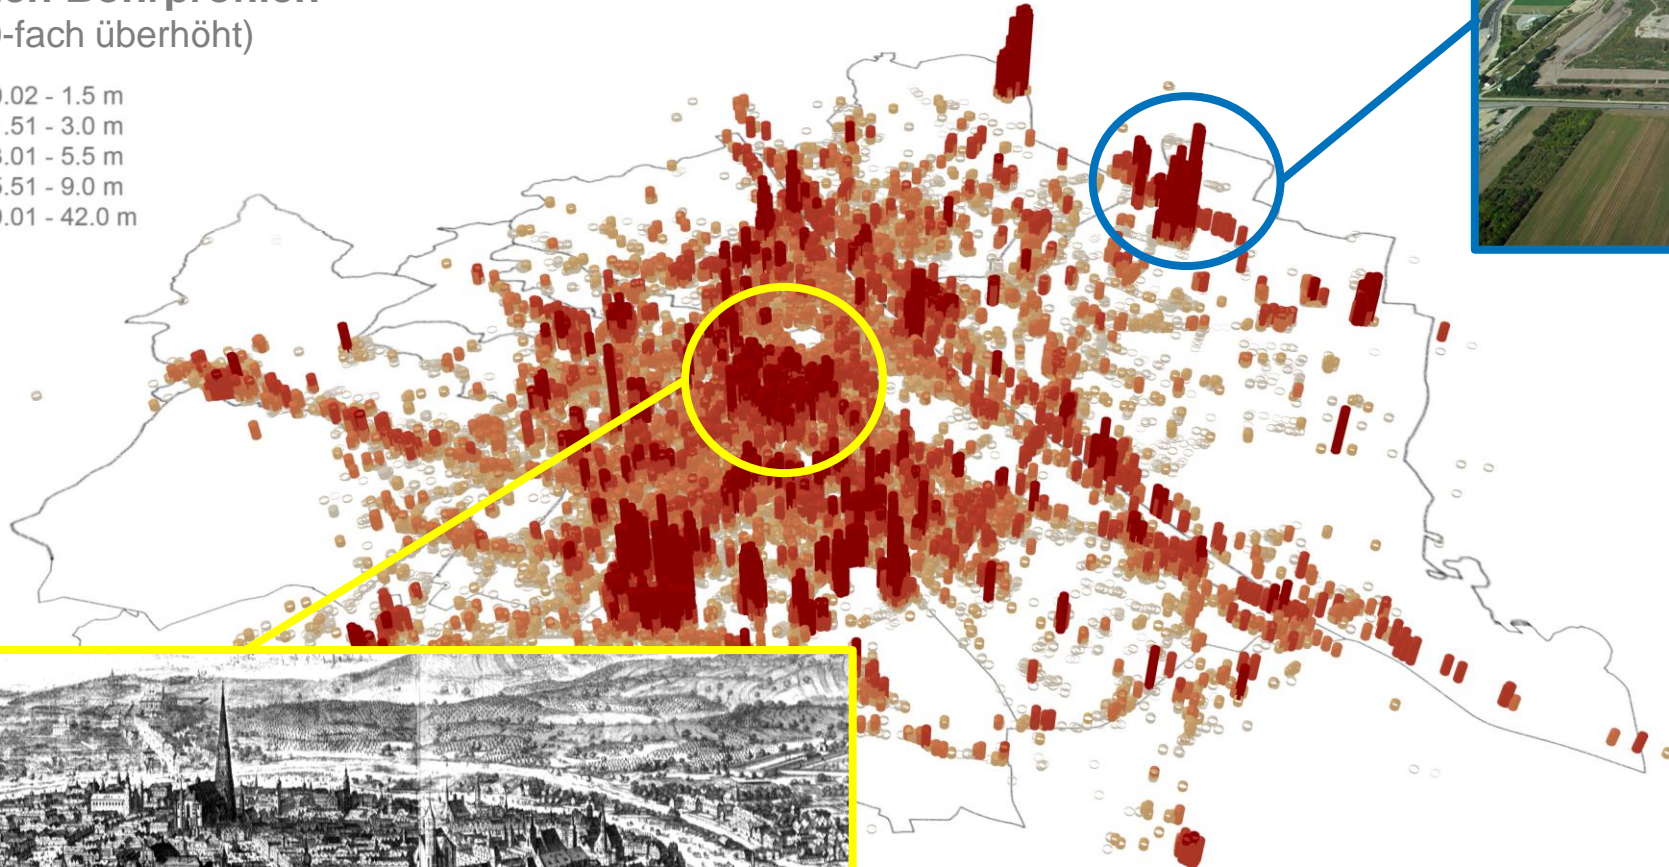 -fach überhöht)
.02 - 1.5 m
.51 - 3.0 m
.01 - 5.5 m
.51 - 9.0 m
.01 - 42.0 m